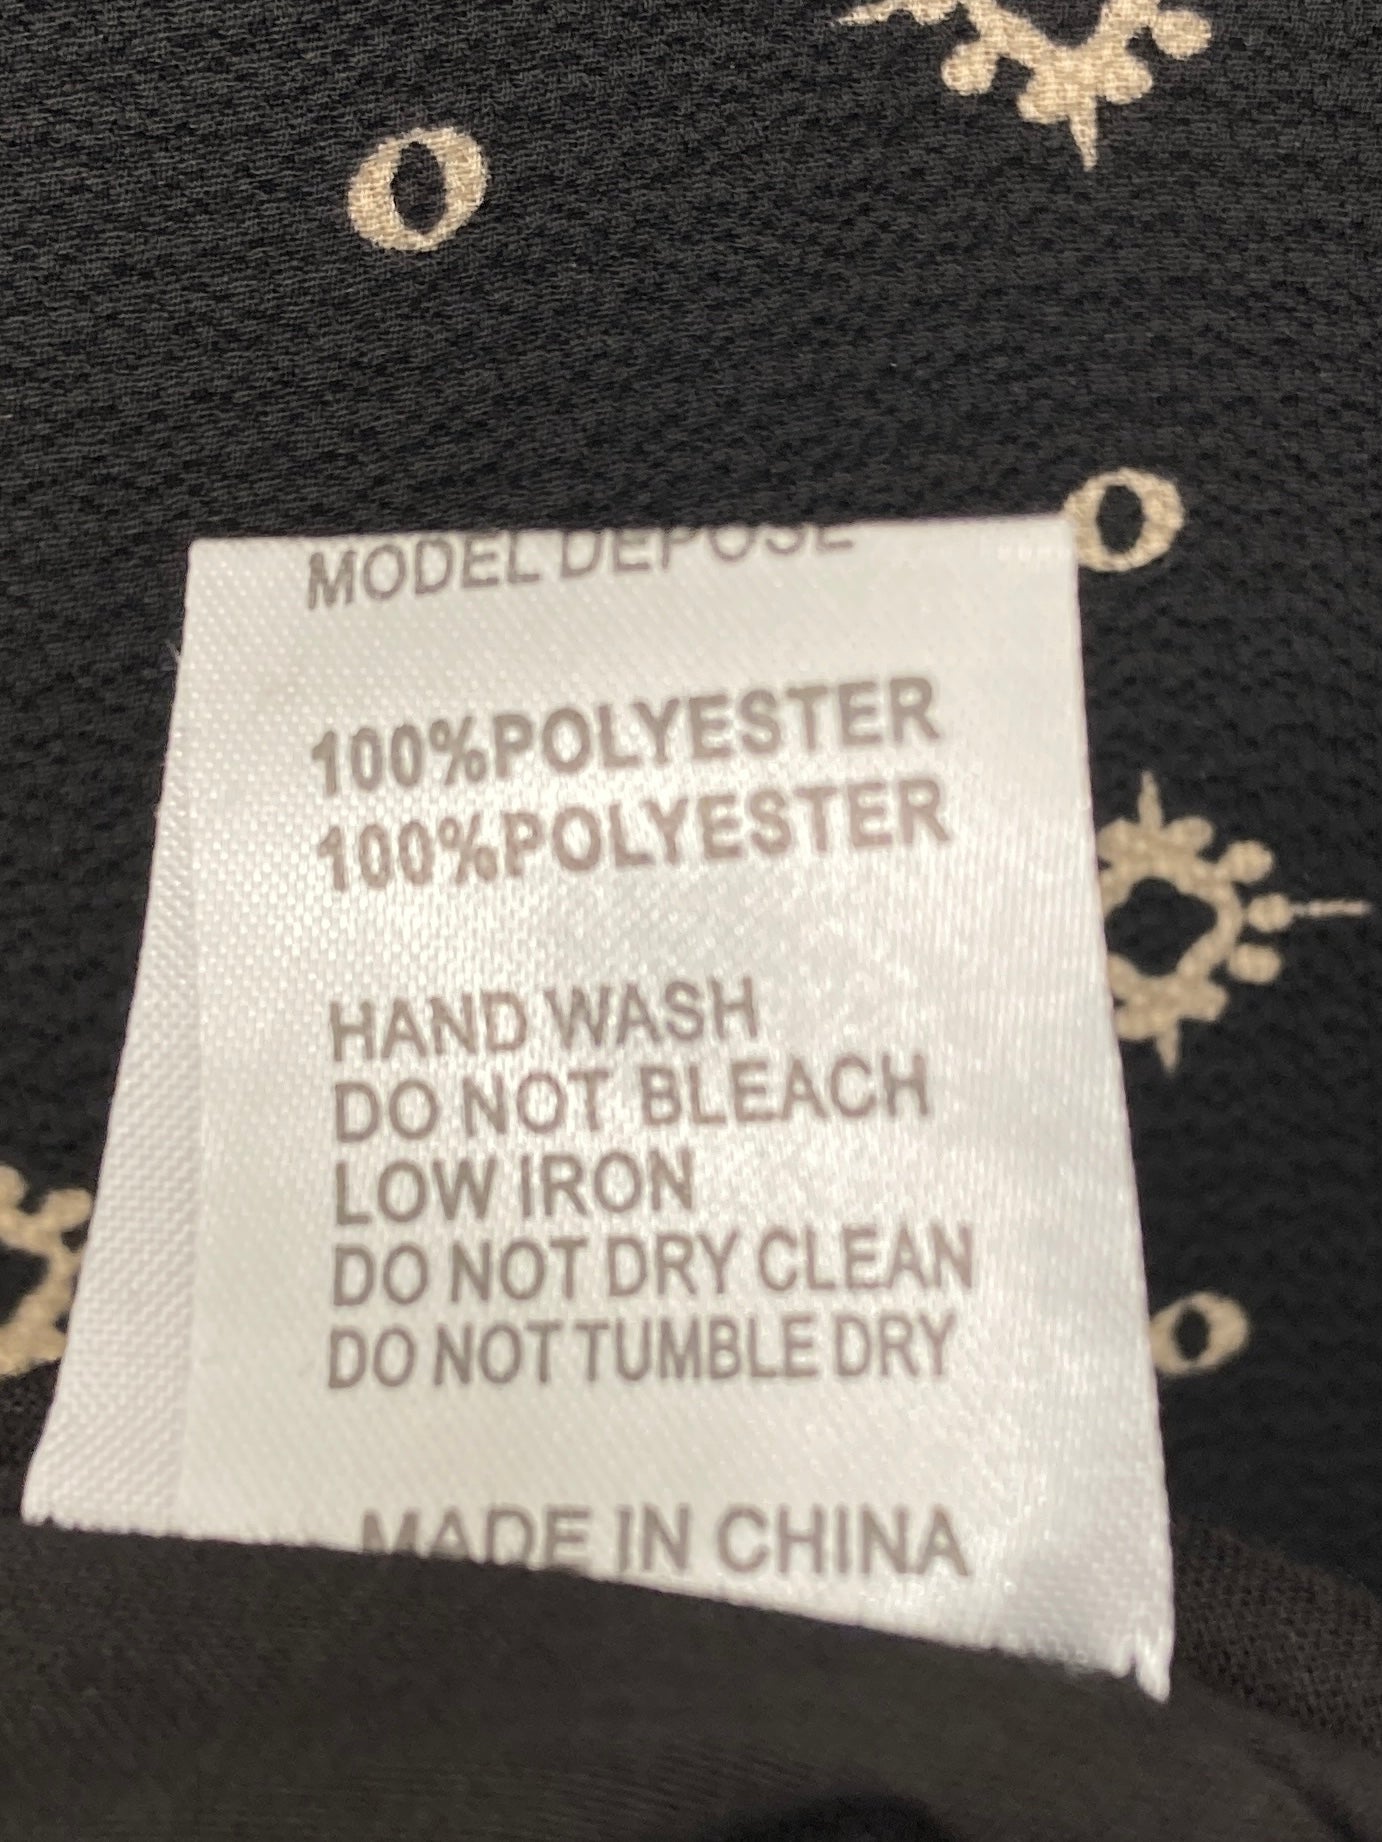 MODEL DEPOSE
100%POLYESTER
100%POLYESTER
HAND WASH
DO NOT BLEACH
LOW IRON
DO NOT DRY CLEAN
DO NOT TUMBLE DRY
MADE IN CHINA